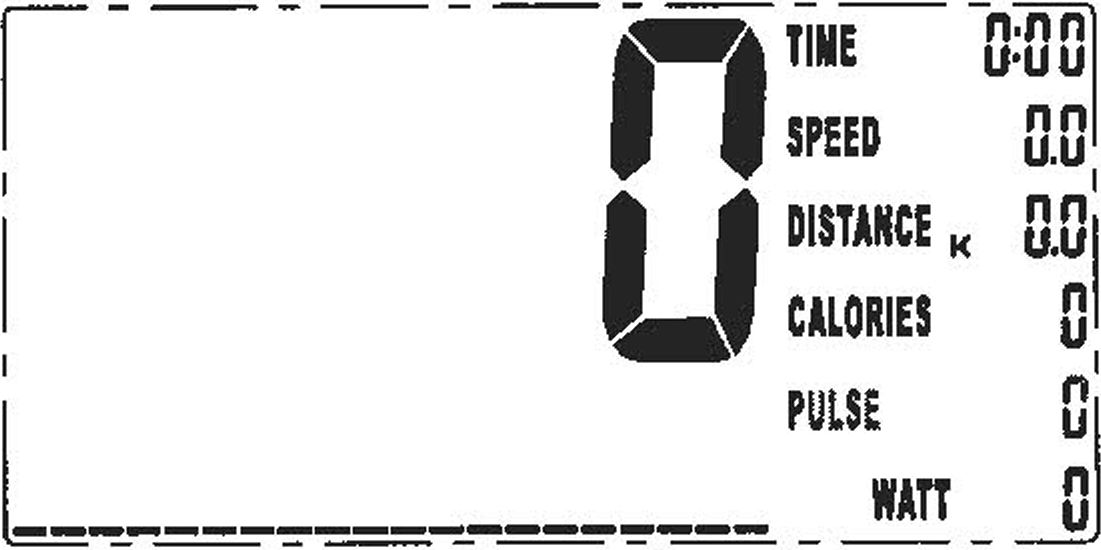 0
TIME 0:00
SPEED 0.0
DISTANCE K 0.0
CALORIES 0
PULSE 0
WATT 0